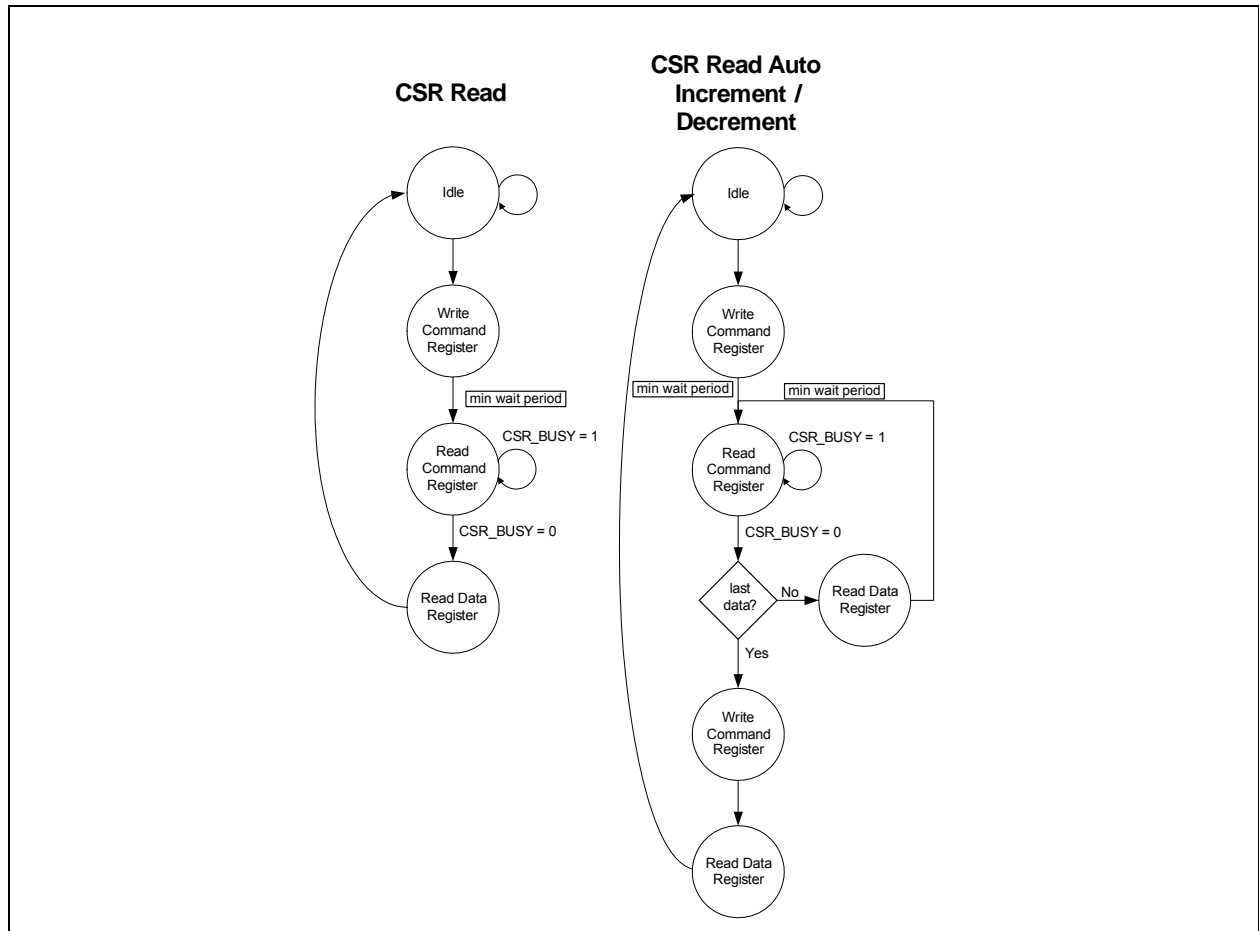 CSR Read
Idle
Write
Command
Register
min wait period
Read
Command
Register
CSR_BUSY = 1
CSR_BUSY = 0
Read Data
Register
CSR Read Auto
Increment /
Decrement
Idle
Write
Command
Register
min wait period
min wait period
Read
Command
Register
CSR_BUSY = 1
CSR_BUSY = 0
last
data?
No
Read Data
Register
Yes
Write
Command
Register
Read Data
Register